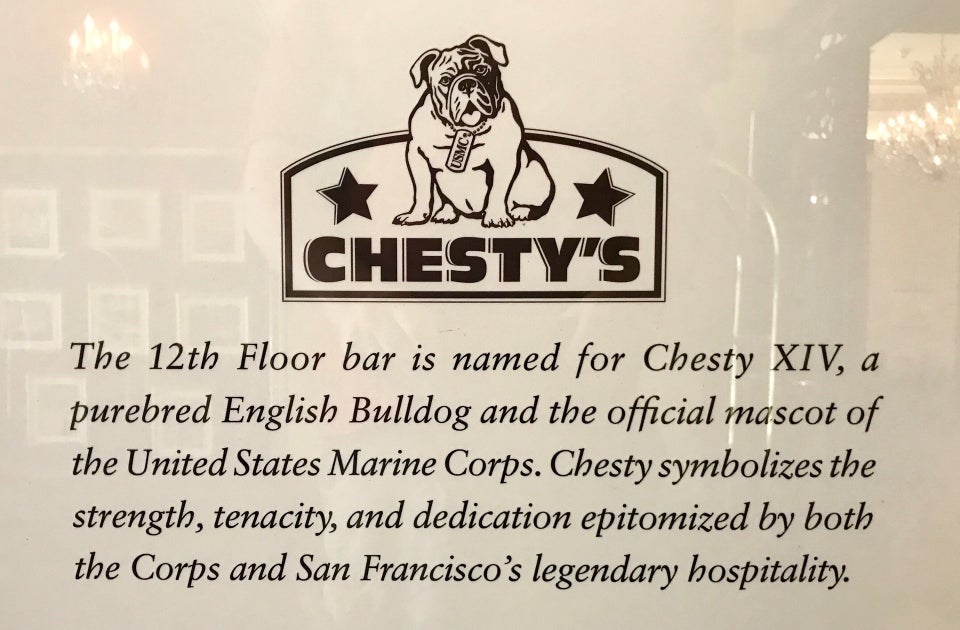 USMC
CHESTY'S
The 12th Floor bar is named for Chesty XIV, a
purebred English Bulldog and the official mascot of
the United States Marine Corps. Chesty symbolizes the
strength, tenacity, and dedication epitomized by both
the Corps and San Francisco's legendary hospitality.